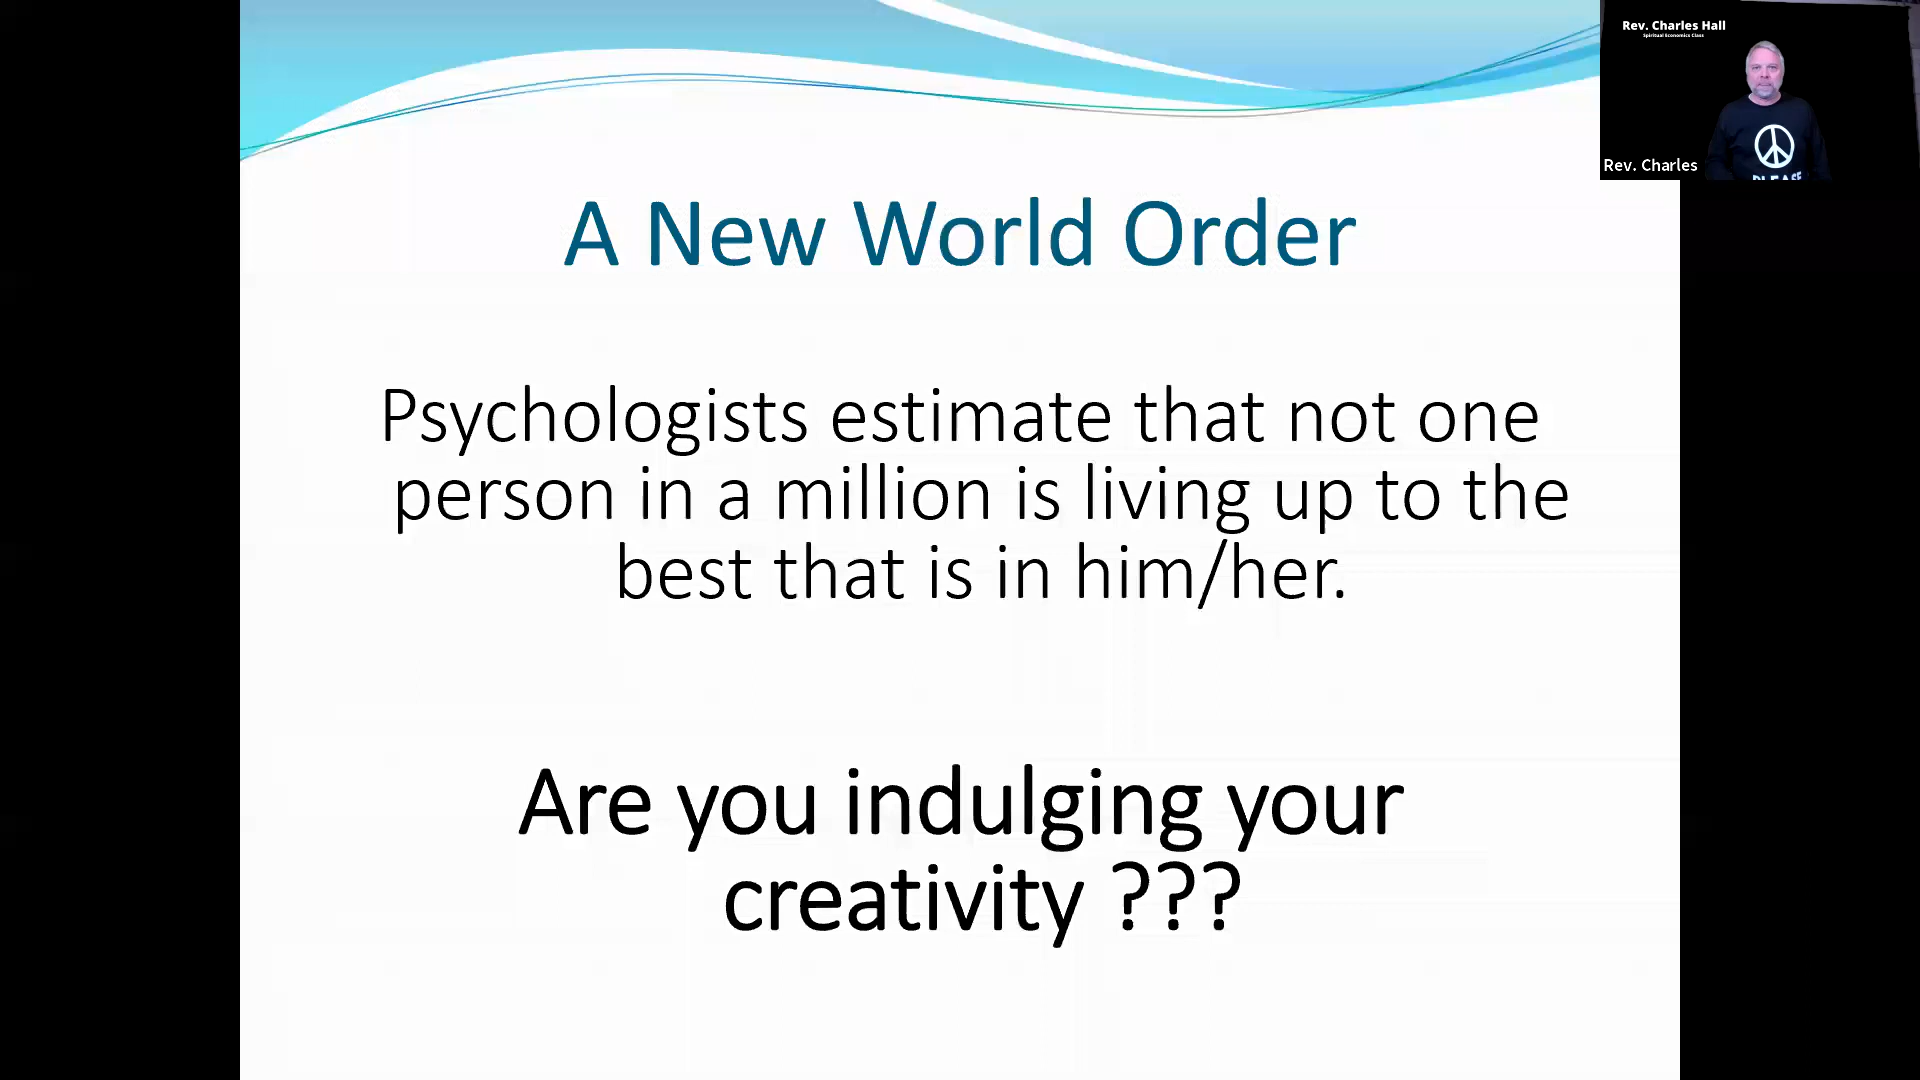 A New World Order
Psychologists estimate that not one
person in a million is living up to the
best that is in him/her.
Are you indulging your
creativity ???
Rev. Charles Hall
Spiritual Economics Class
Rev. Charles
PLEASE